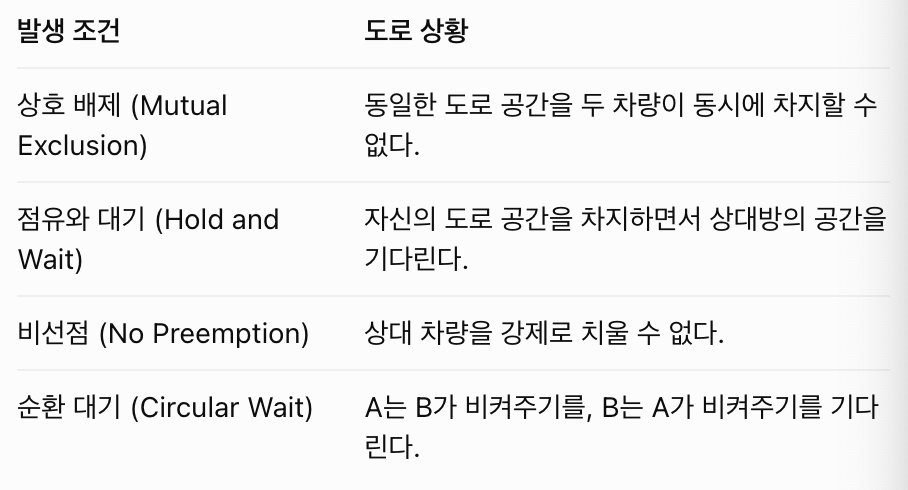 발생 조건
도로 상황
상호 배제 (Mutual
Exclusion)
동일한 도로 공간을 두 차량이 동시에 차지할 수
없다.
점유와 대기 (Hold and
Wait)
자신의 도로 공간을 차지하면서 상대방의 공간을
기다린다.
비선점 (No Preemption)
상대 차량을 강제로 치울 수 없다.
순환 대기 (Circular Wait)
A는 B가 비켜주기를, B는 A가 비켜주기를 기다
린다.